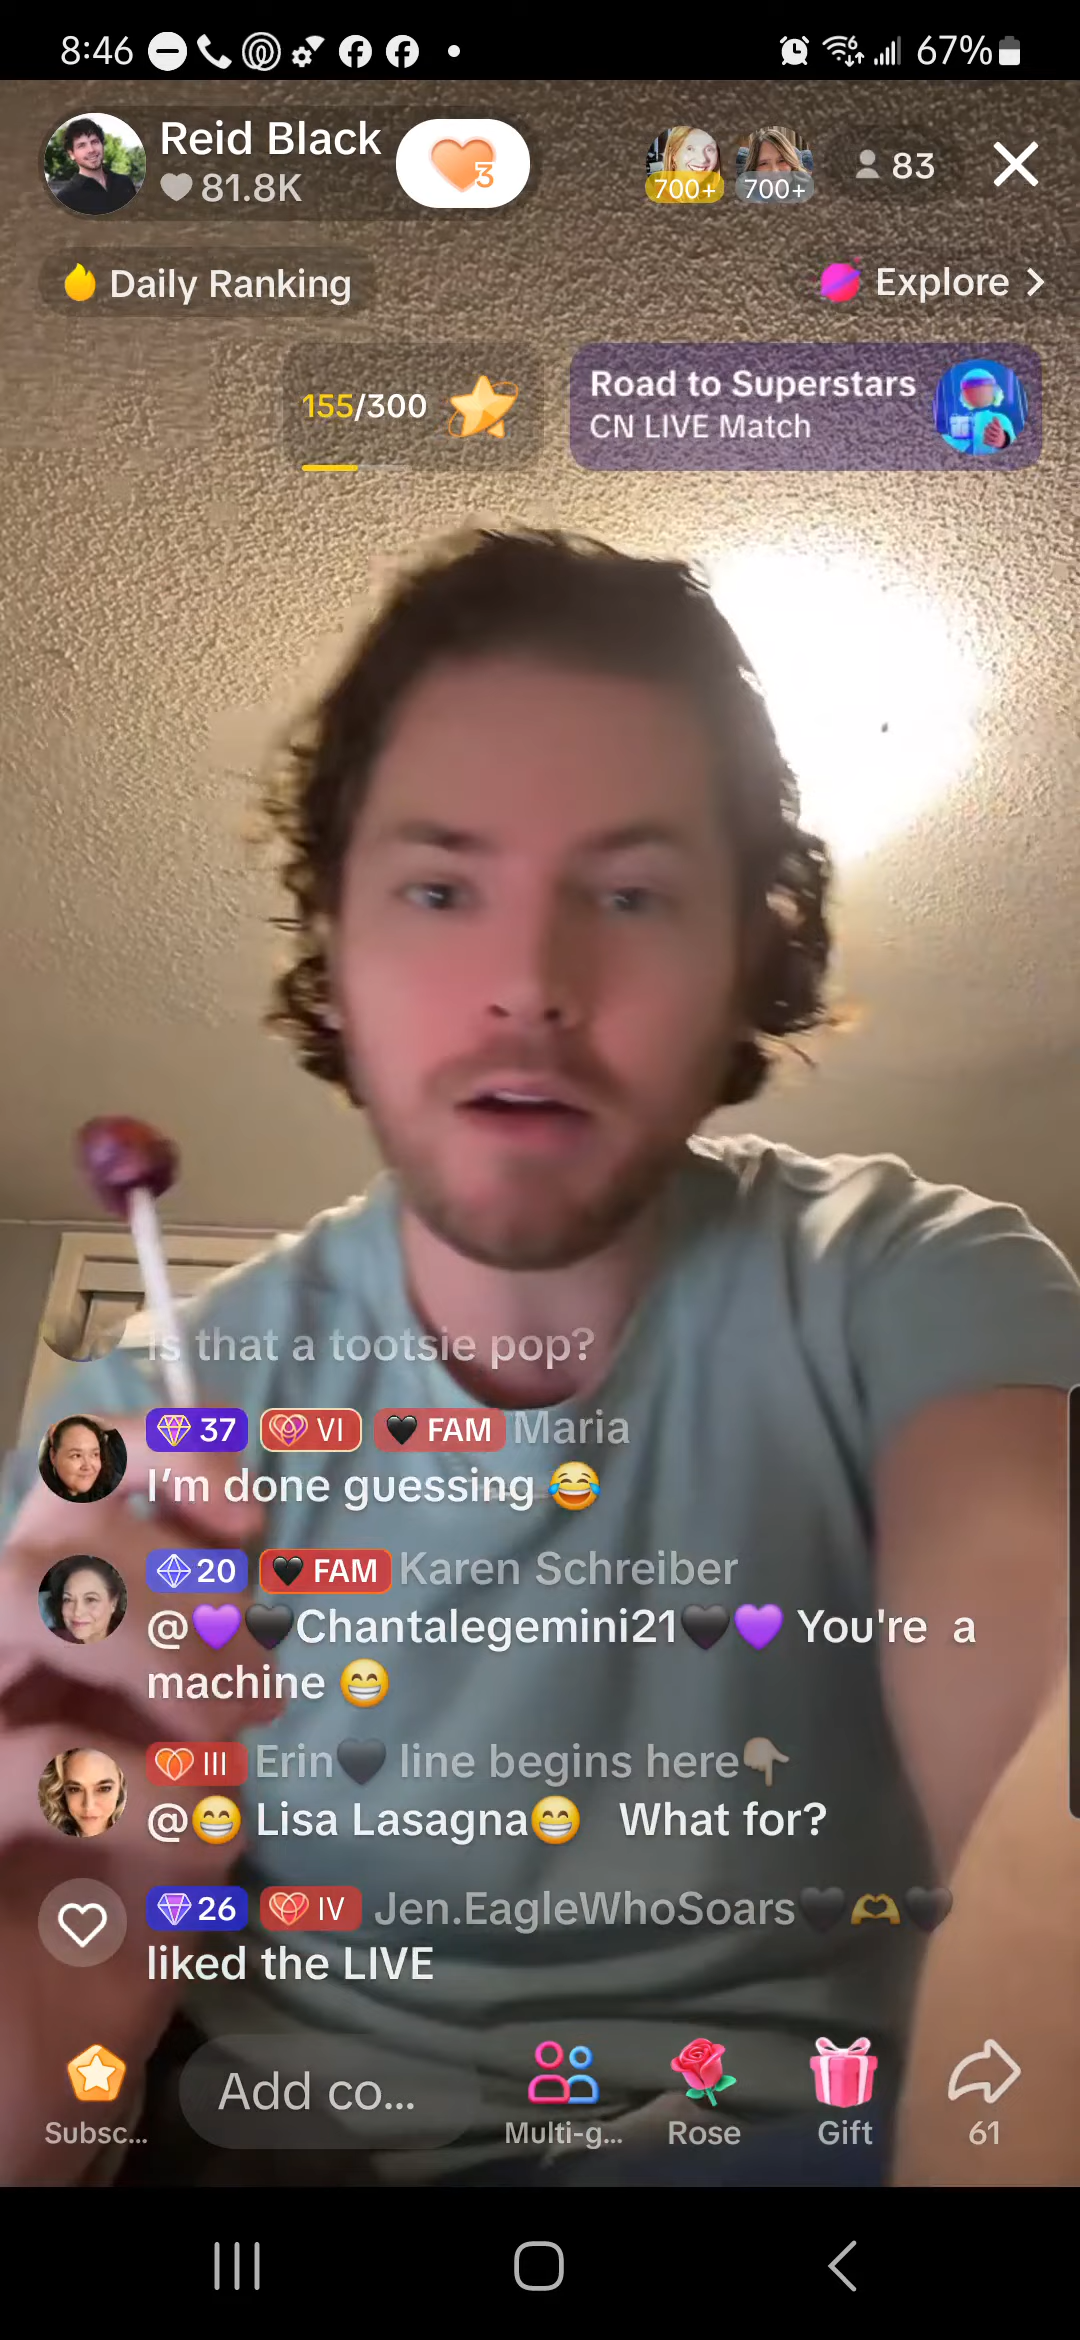 8:46
67%
Reid Black
81.8K
3
700+
700+
83
Daily Ranking
Explore >
155/300
Road to Superstars
CN LIVE Match
is that a tootsie pop?
37 VI 🖤 FAM Maria
I'm done guessing 😂
20 🖤 FAM Karen Schreiber
@💜🖤Chantalegemini21🖤💜 You're a
machine 😁
III Erin🖤 line begins here👇🏼
@😁 Lisa Lasagna😁 What for?
26 IV Jen.EagleWhoSoars🖤🫶🖤
liked the LIVE
Add co...
Subsc...
Multi-g...
Rose
Gift
61